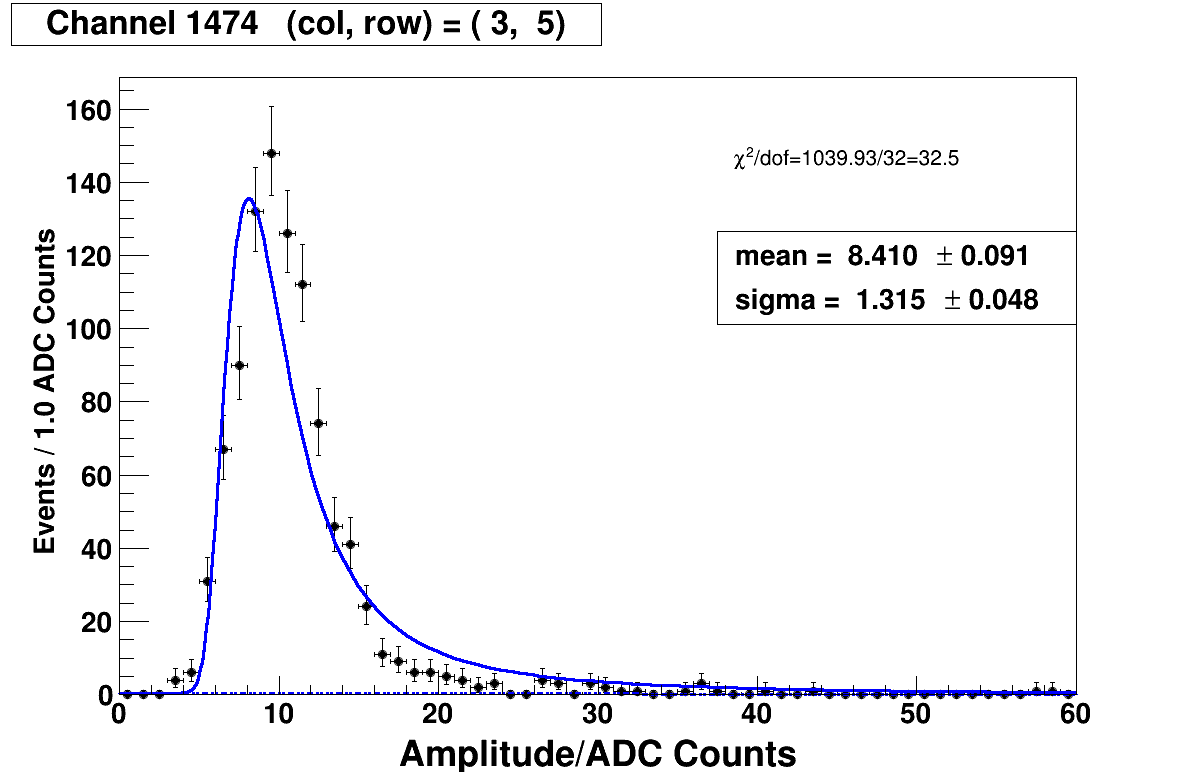 Channel 1474 (col, row) = ( 3, 5)
χ²/dof=1039.93/32=32.5
mean = 8.410 ± 0.091
sigma = 1.315 ± 0.048
Events / 1.0 ADC Counts
160
140
120
100
80
60
40
20
0
0 10 20 30 40 50 60
Amplitude/ADC Counts